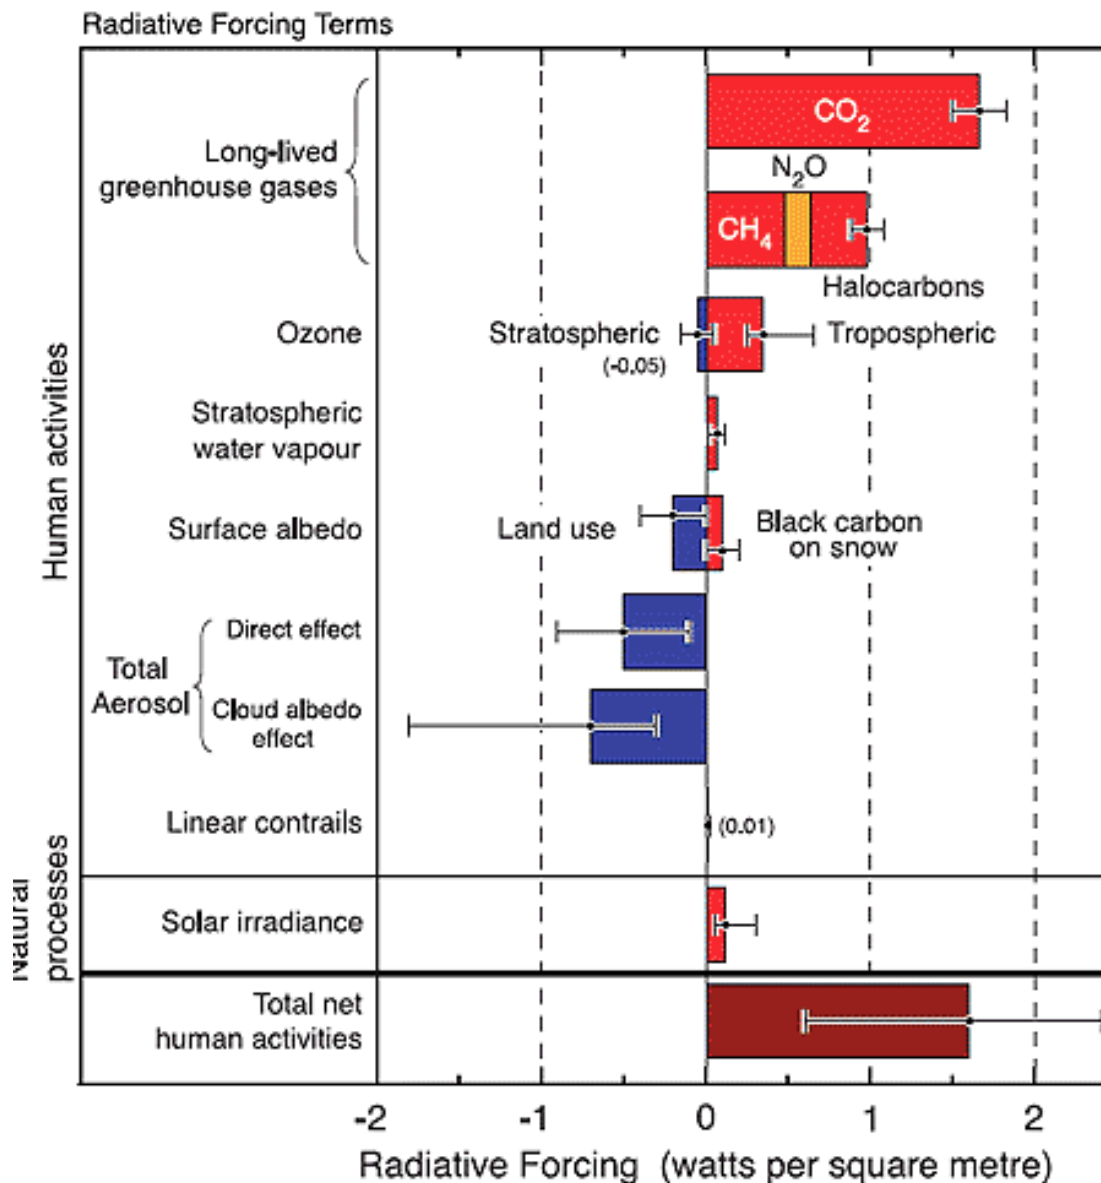 Radiative Forcing Terms
CO₂
Long-lived
greenhouse gases
N₂O
CH₄
Halocarbons
Ozone
Stratospheric
(-0.05)
Tropospheric
Stratospheric
water vapour
Human activities
Surface albedo
Land use
Black carbon
on snow
Direct effect
Total
Aerosol
Cloud albedo
effect
Linear contrails
(0.01)
Natural
processes
Solar irradiance
Total net
human activities
-2 -1 0 1 2
Radiative Forcing (watts per square metre)